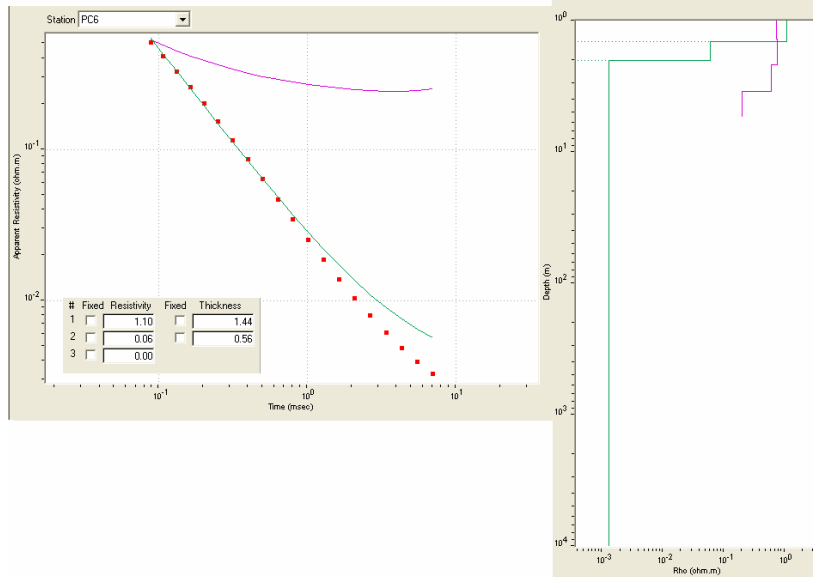 Station PC6
Apparent Resistivity (ohm.m)
10⁻¹
10⁻²
# Fixed Resistivity Fixed Thickness
1 1.10 1.44
2 0.06 0.56
3 0.00
10⁻¹ 10⁰ 10¹
Time (msec)
Depth (m)
10⁰
10¹
10²
10³
10⁴
10⁻³ 10⁻² 10⁻¹ 10⁰
Rho (ohm.m)